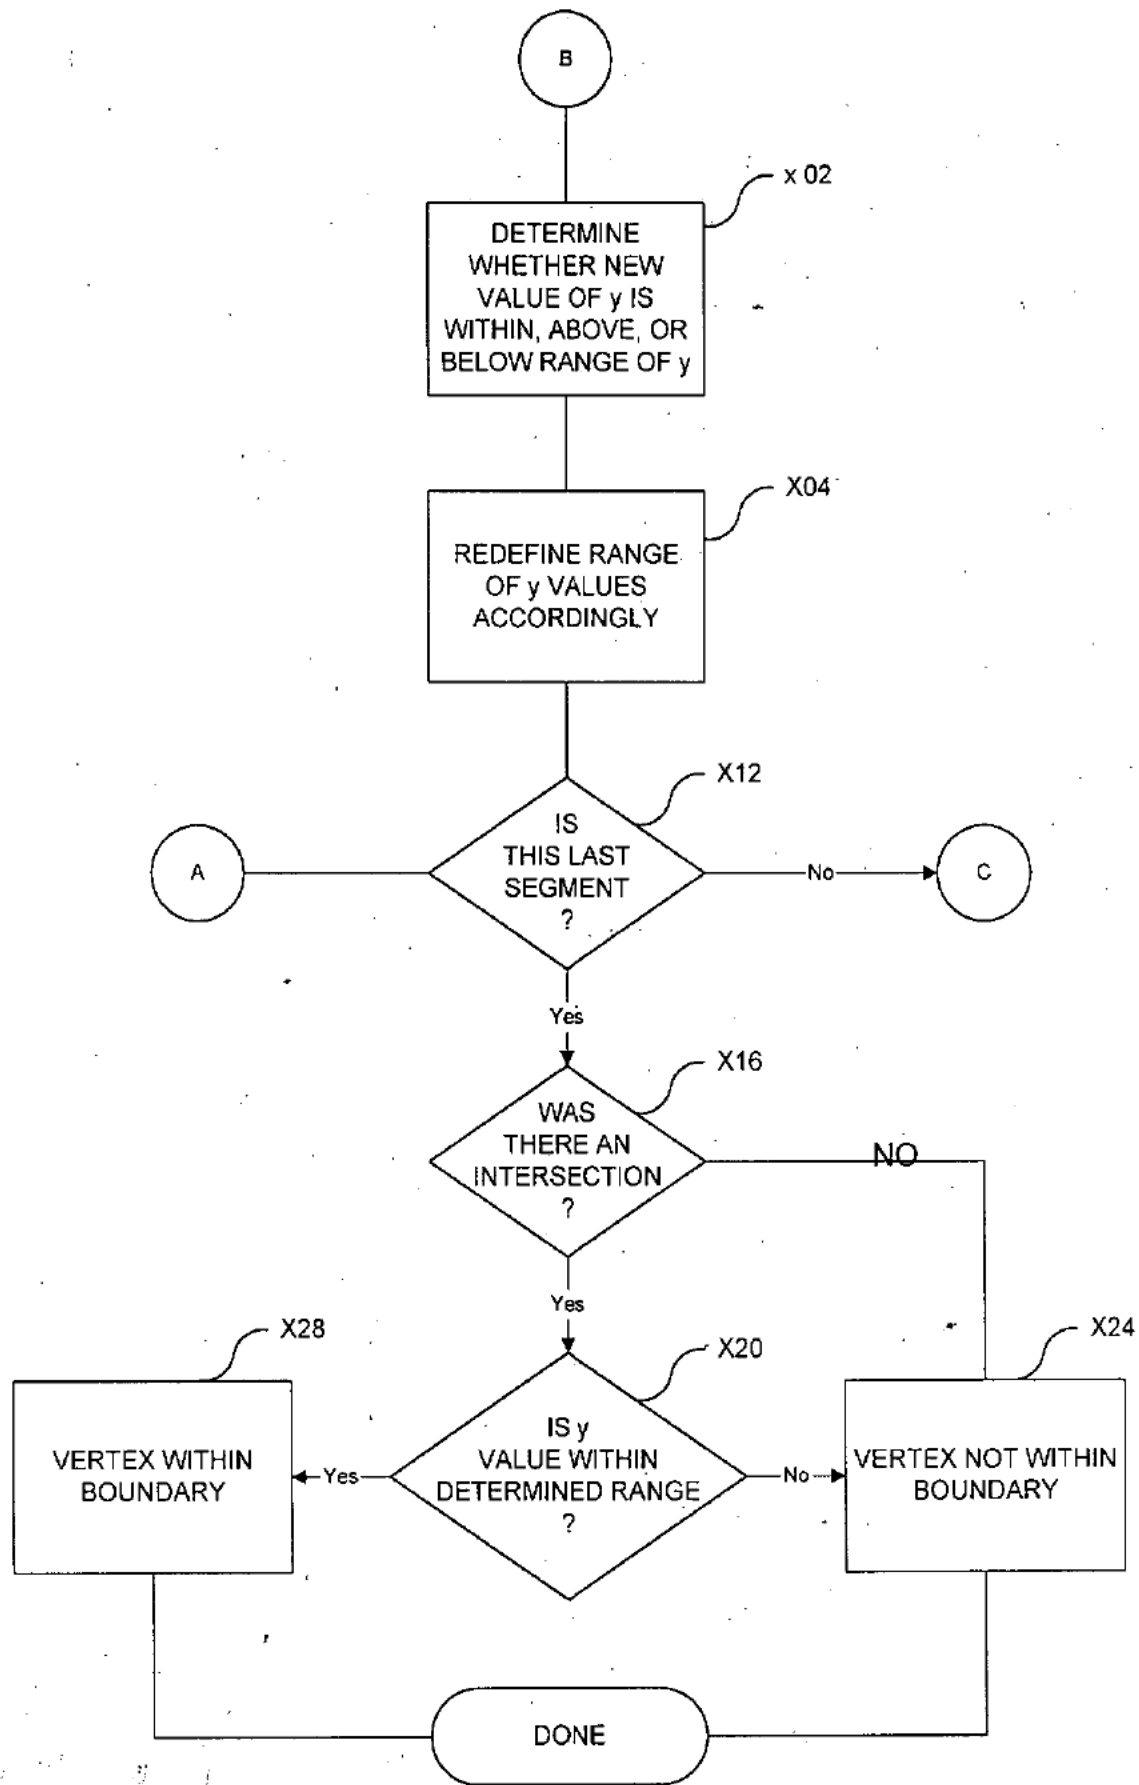 B
x 02
DETERMINE
WHETHER NEW
VALUE OF y IS
WITHIN, ABOVE, OR
BELOW RANGE OF y
X04
REDEFINE RANGE
OF y VALUES
ACCORDINGLY
X12
IS
THIS LAST
SEGMENT
?
A
No
C
Yes
X16
WAS
THERE AN
INTERSECTION
?
NO
Yes
X28
X20
X24
IS y
VALUE WITHIN
DETERMINED RANGE
?
VERTEX WITHIN
BOUNDARY
Yes
No
VERTEX NOT WITHIN
BOUNDARY
DONE